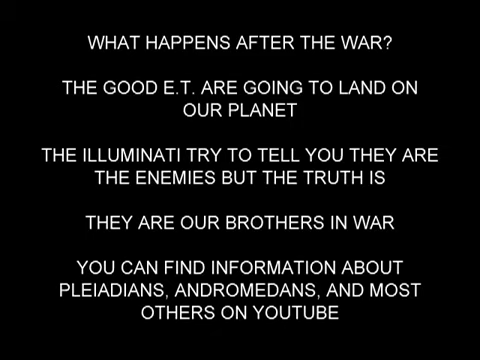 WHAT HAPPENS AFTER THE WAR?
THE GOOD E.T. ARE GOING TO LAND ON
OUR PLANET
THE ILLUMINATI TRY TO TELL YOU THEY ARE
THE ENEMIES BUT THE TRUTH IS
THEY ARE OUR BROTHERS IN WAR
YOU CAN FIND INFORMATION ABOUT
PLEIADIANS, ANDROMEDANS, AND MOST
OTHERS ON YOUTUBE